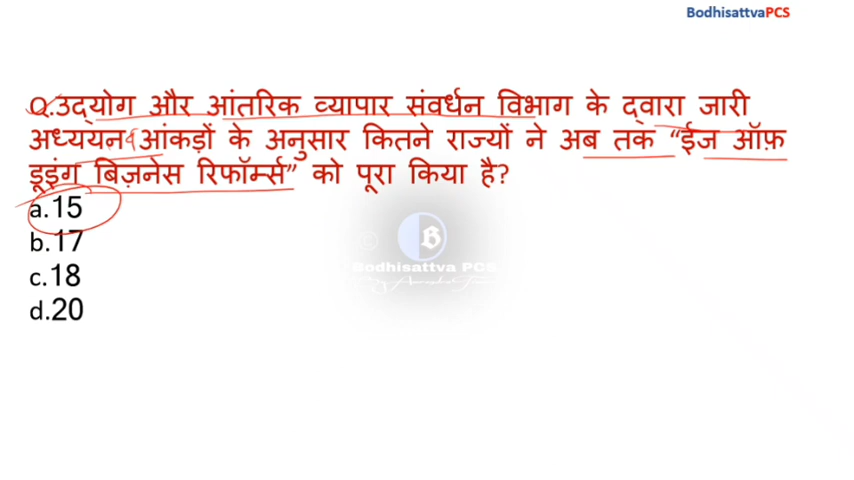 BodhisattvaPCS
Q.उद्योग और आंतरिक व्यापार संवर्धन विभाग के द्वारा जारी
अध्ययन आंकड़ों के अनुसार कितने राज्यों ने अब तक “ईज ऑफ़
डूइंग बिज़नेस रिफॉर्म्स” को पूरा किया है?
a.15
b.17
c.18
d.20
B
Bodhisattva PCS